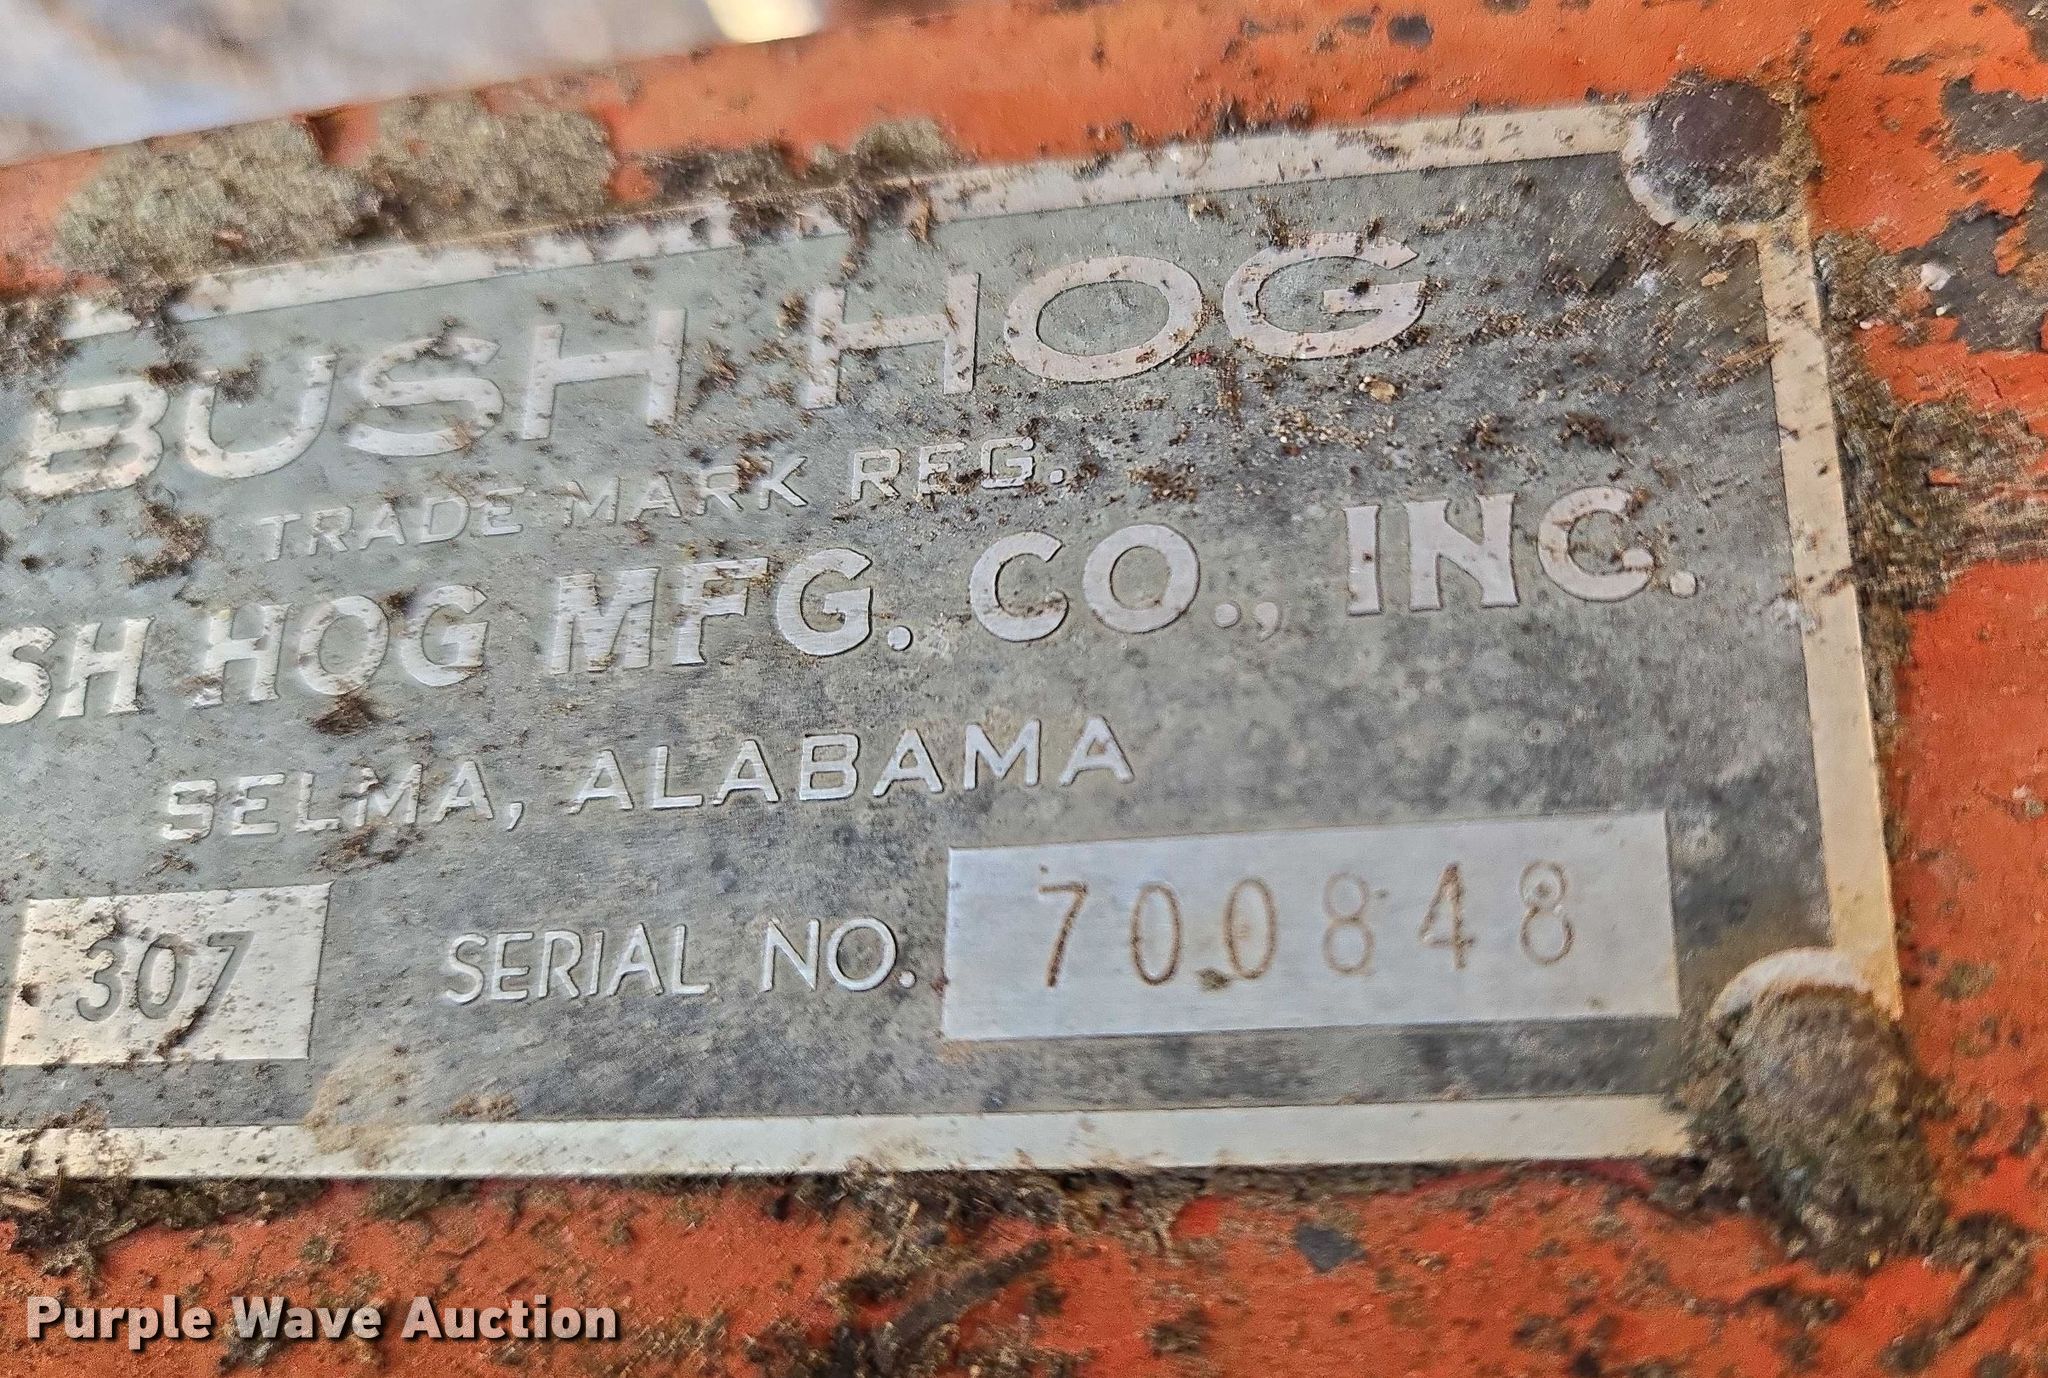 BUSH HOG
TRADE MARK REG.
SH HOG MFG. CO., INC.
SELMA, ALABAMA
307 SERIAL NO. 700848
Purple Wave Auction